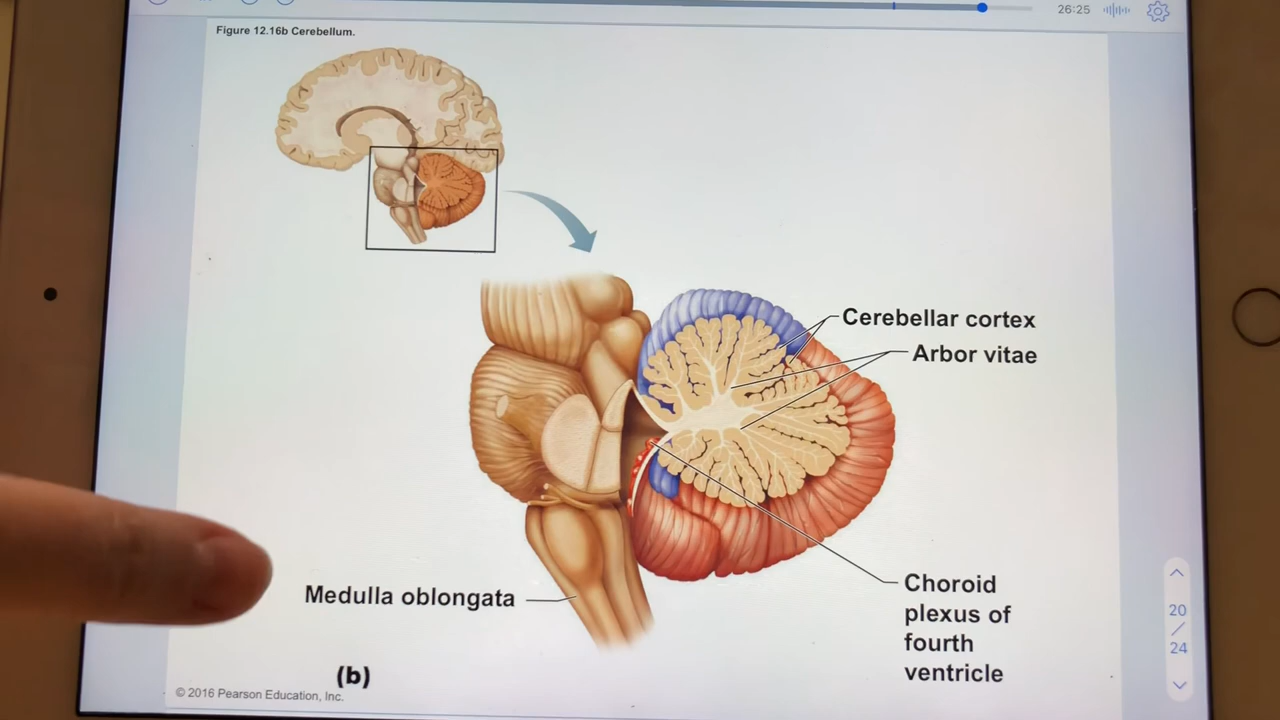 26:25
Figure 12.16b Cerebellum.
Cerebellar cortex
Arbor vitae
Choroid
plexus of
fourth
ventricle
Medulla oblongata
(b)
© 2016 Pearson Education, Inc.
20
/
24